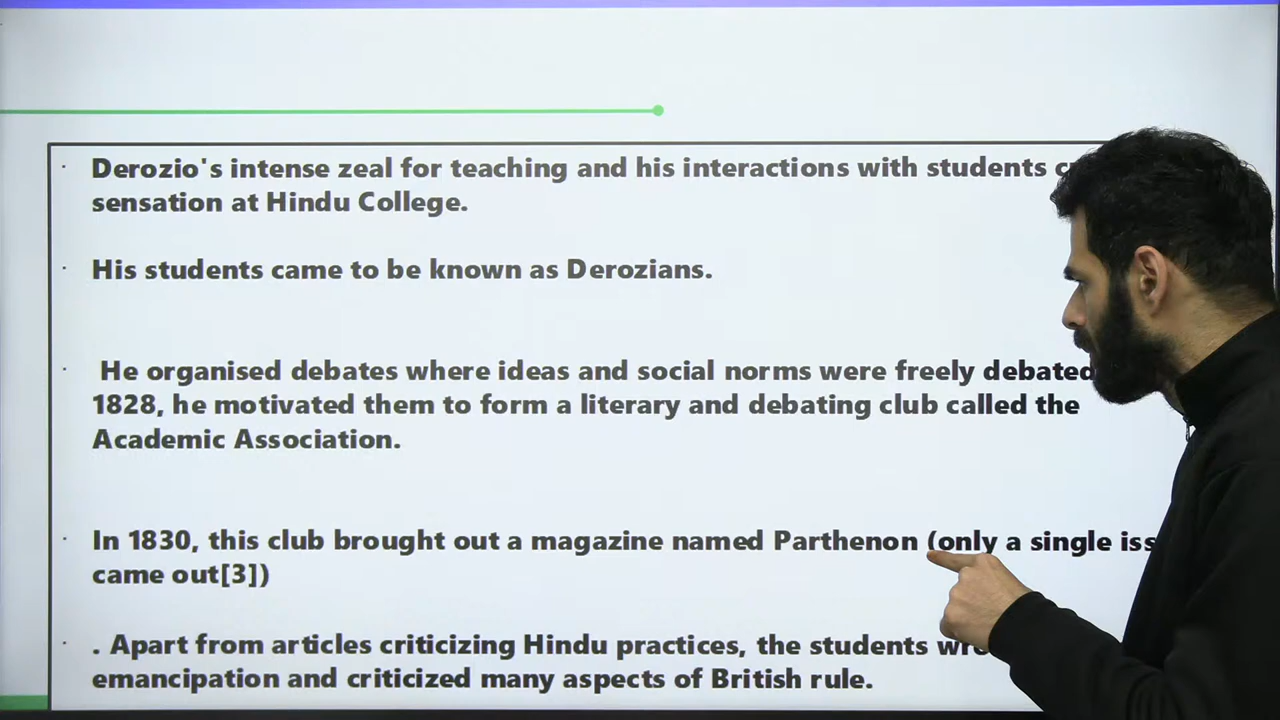 Derozio's intense zeal for teaching and his interactions with students
sensation at Hindu College.
His students came to be known as Derozians.
He organised debates where ideas and social norms were freely debated
1828, he motivated them to form a literary and debating club called the
Academic Association.
In 1830, this club brought out a magazine named Parthenon (only a single
came out[3])
. Apart from articles criticizing Hindu practices, the students
emancipation and criticized many aspects of British rule.